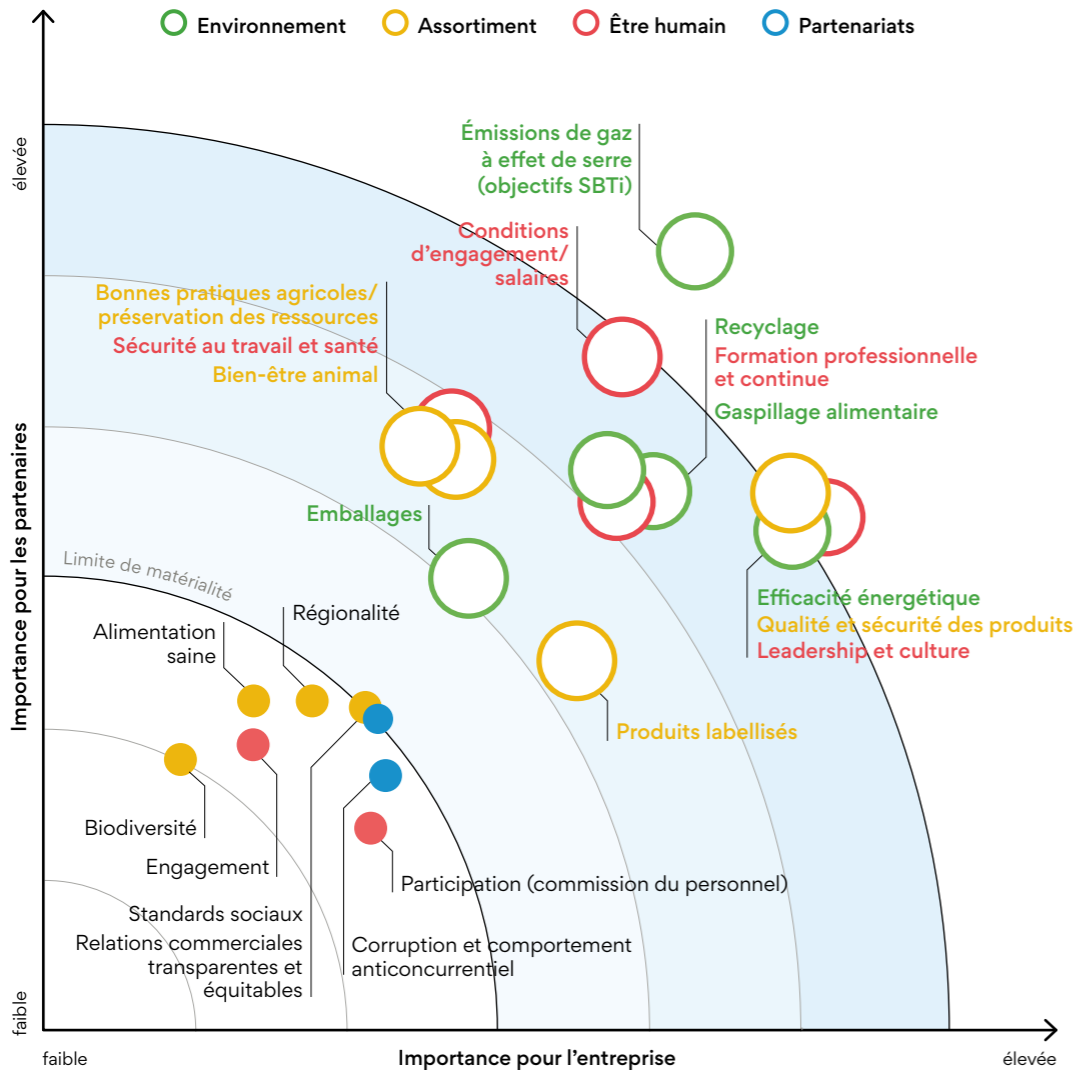 Environnement
Assortiment
Être humain
Partenariats
élevée
Importance pour les partenaires
faible
Émissions de gaz
à effet de serre
(objectifs SBTi)
Conditions
d'engagement/
salaires
Bonnes pratiques agricoles/
préservation des ressources
Sécurité au travail et santé
Bien-être animal
Recyclage
Formation professionnelle
et continue
Gaspillage alimentaire
Emballages
Limite de matérialité
Efficacité énergétique
Qualité et sécurité des produits
Leadership et culture
Régionalité
Alimentation
saine
Produits labellisés
Biodiversité
Engagement
Participation (commission du personnel)
Standards sociaux
Relations commerciales
transparentes et
équitables
Corruption et comportement
anticoncurrentiel
faible
Importance pour l'entreprise
élevée